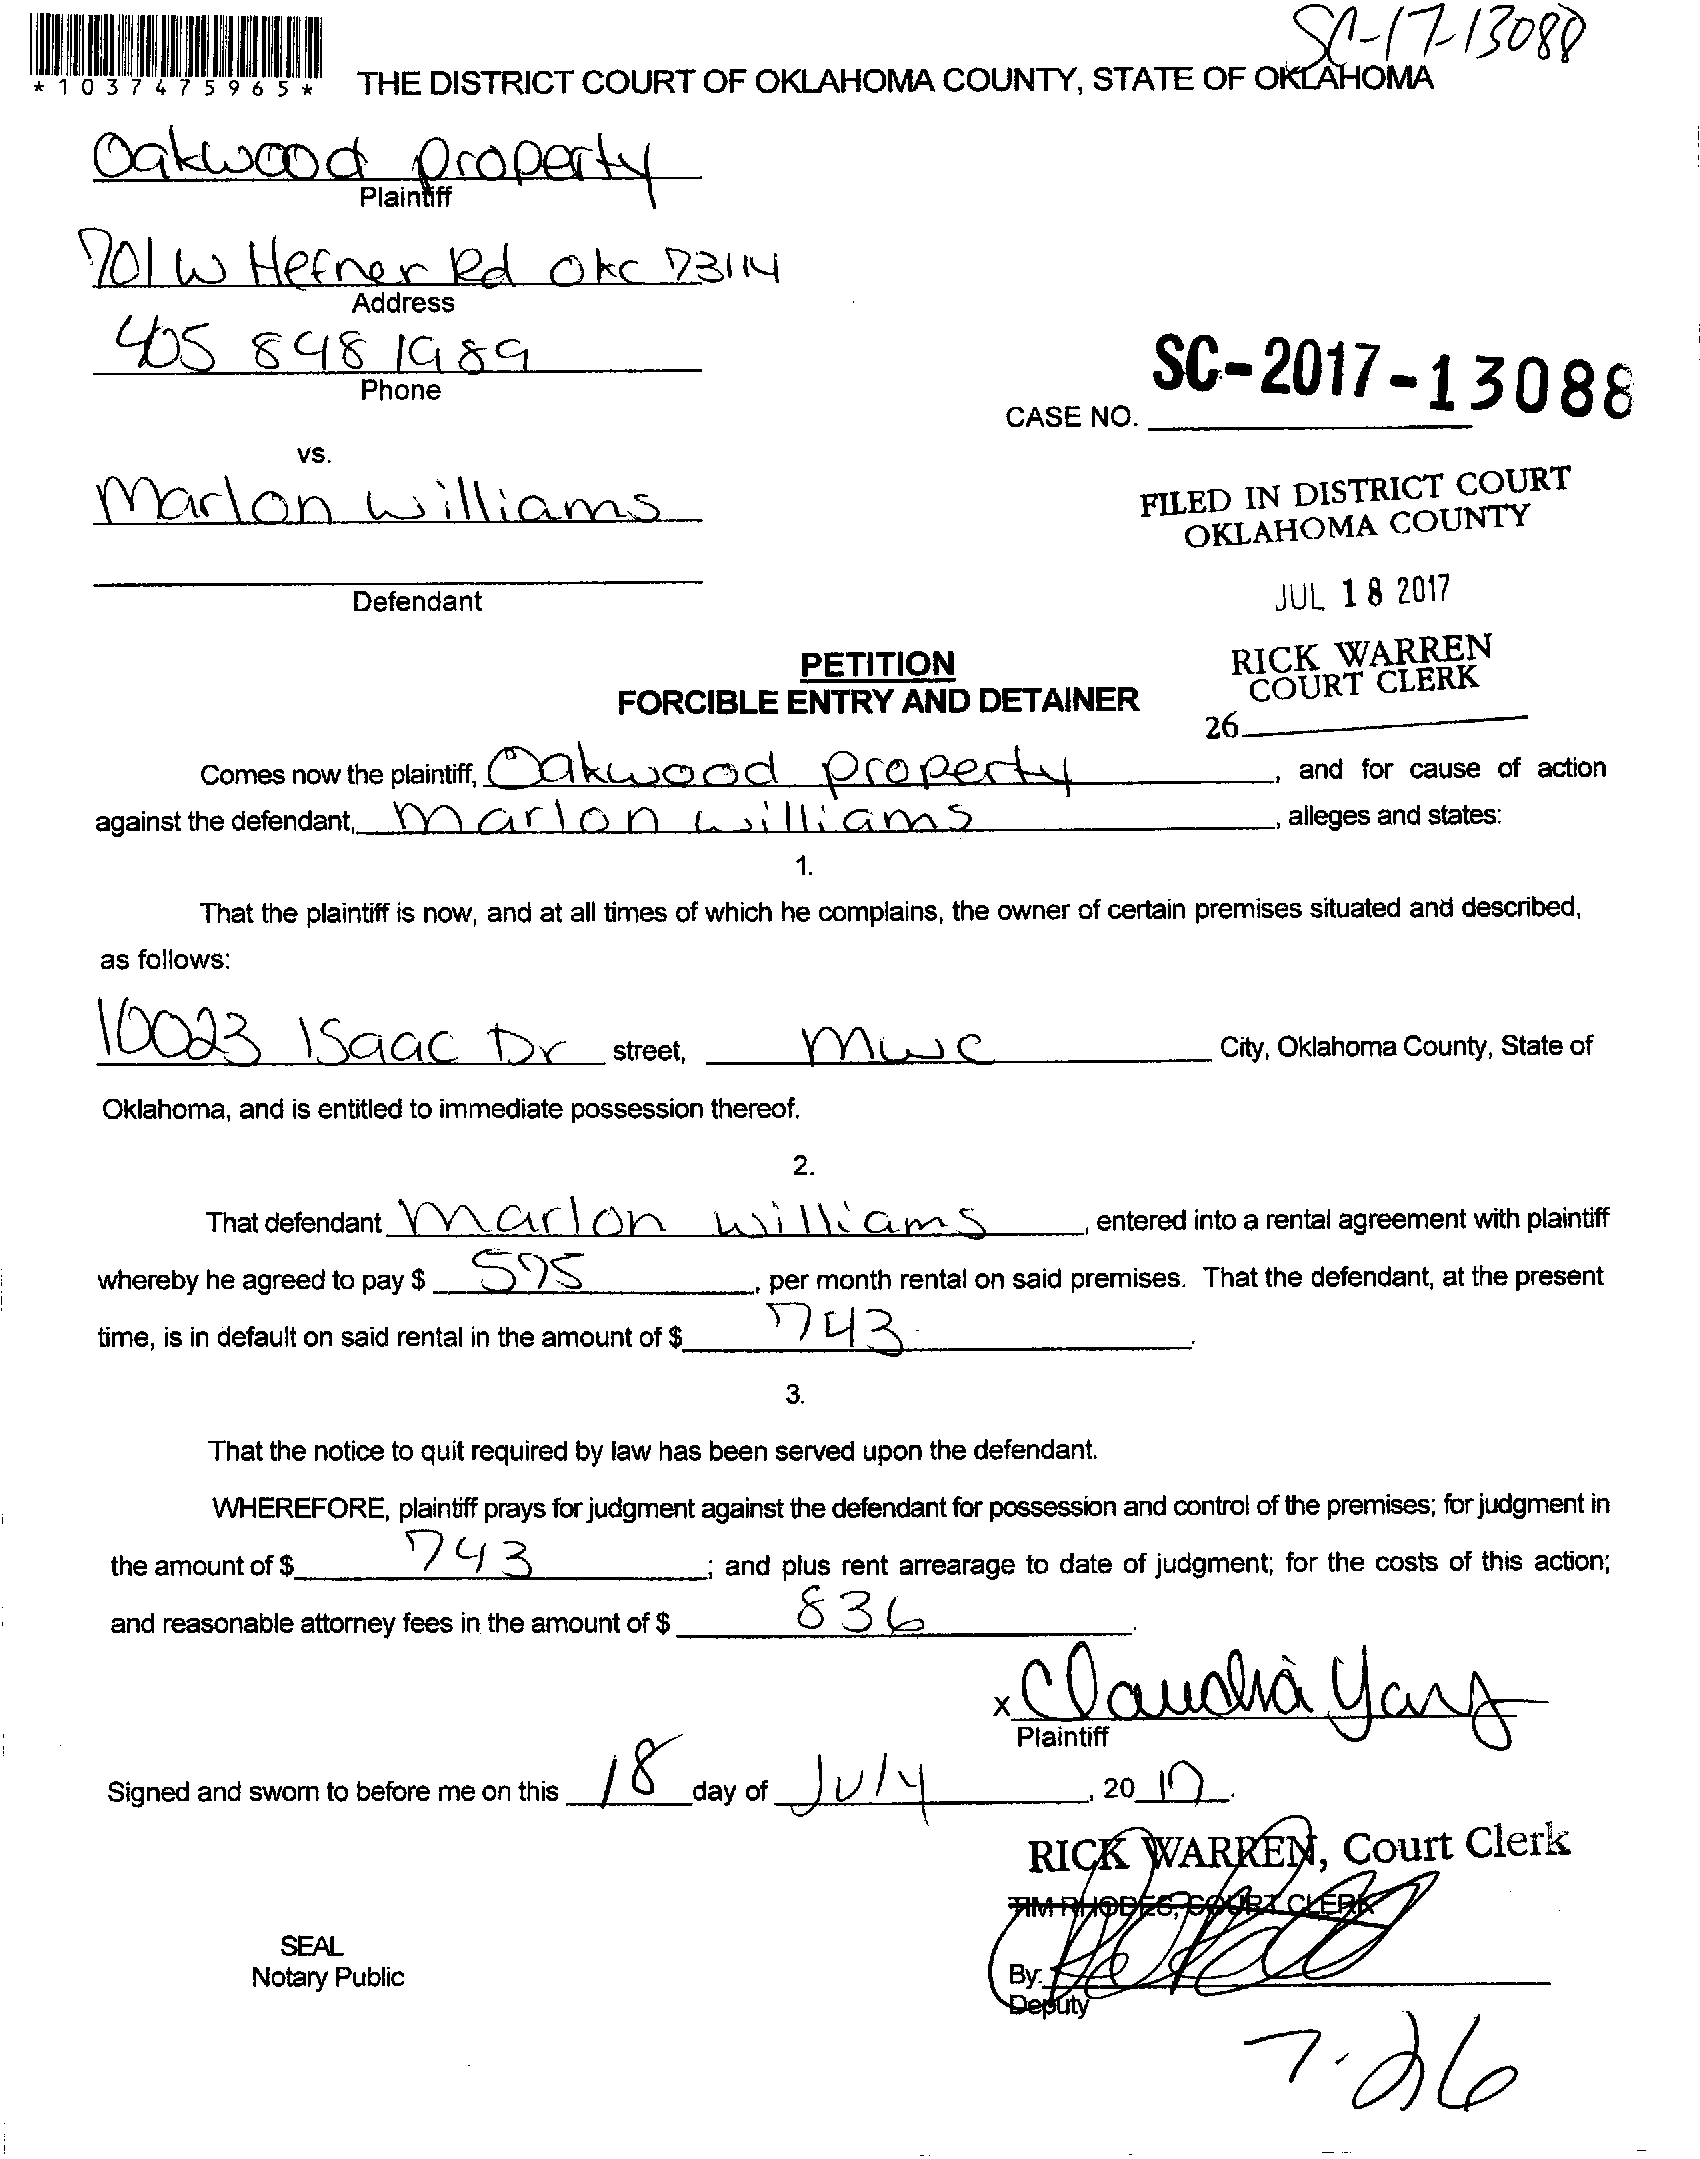 SC-17-13088
*1037475965*
THE DISTRICT COURT OF OKLAHOMA COUNTY, STATE OF OKLAHOMA
Oakwood property
Plaintiff
701 W Hefner Rd OKC 73114
Address
405 848 1989
Phone
SC-2017-13088
CASE NO.
vs.
Marlon Williams
FILED IN DISTRICT COURT
OKLAHOMA COUNTY
Defendant
JUL 18 2017
PETITION
RICK WARREN
COURT CLERK
FORCIBLE ENTRY AND DETAINER
26
Comes now the plaintiff, Oakwood property, and for cause of action
against the defendant, Marlon Williams, alleges and states:
1.
That the plaintiff is now, and at all times of which he complains, the owner of certain premises situated and described,
as follows:
10023 Isaac Dr street, MWC City, Oklahoma County, State of
Oklahoma, and is entitled to immediate possession thereof.
2.
That defendant Marlon Williams, entered into a rental agreement with plaintiff
whereby he agreed to pay $ 595, per month rental on said premises. That the defendant, at the present
time, is in default on said rental in the amount of $ 743.
3.
That the notice to quit required by law has been served upon the defendant.
WHEREFORE, plaintiff prays for judgment against the defendant for possession and control of the premises; for judgment in
the amount of $ 743; and plus rent arrearage to date of judgment; for the costs of this action;
and reasonable attorney fees in the amount of $ 836.
x Claudia
Plaintiff
Signed and sworn to before me on this 18 day of July, 2017.
RICK WARREN, Court Clerk
TIM RHODES, COURT CLERK
SEAL
Notary Public
By:
Deputy
7-26